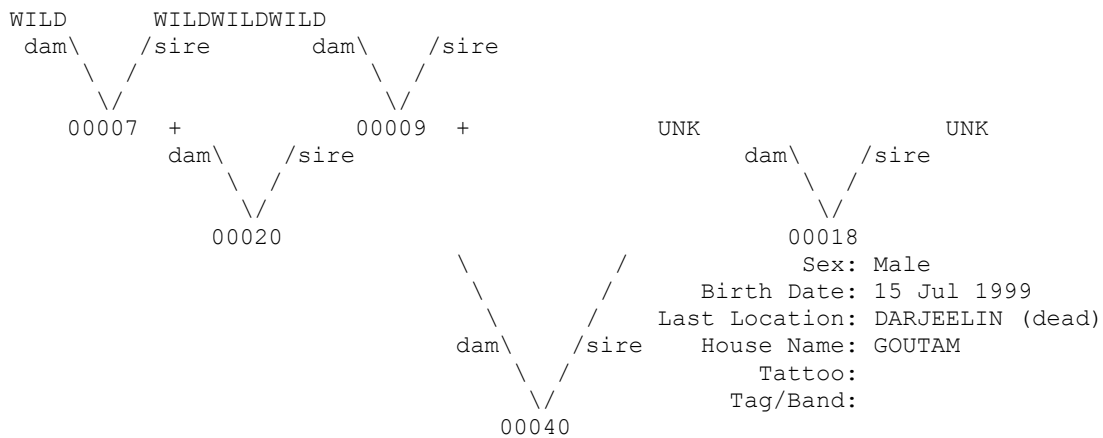 WILD WILDWILDWILD
dam\ /sire dam\ /sire
\ / \ /
\/ \/
00007 + 00009 + UNK UNK
dam\ /sire dam\ /sire
\ / \ /
\/ \/
00020 00018
\ / Sex: Male
\ / Birth Date: 15 Jul 1999
\ / Last Location: DARJEELIN (dead)
dam\ /sire House Name: GOUTAM
\ / Tattoo:
\/ Tag/Band:
00040